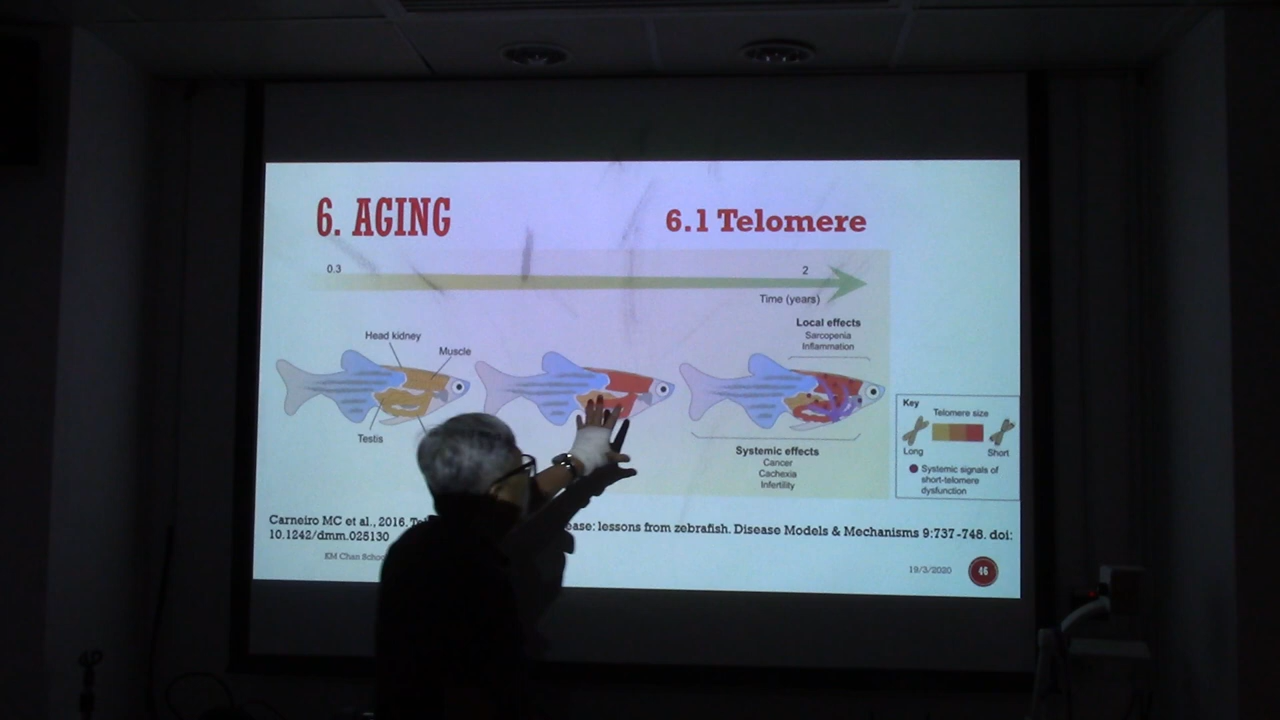 6. AGING
6.1 Telomere
0.3
2
Time (years)
Local effects
Sarcopenia
Inflammation
Head kidney
Muscle
Testis
Systemic effects
Cancer
Cachexia
Infertility
Key
Telomere size
Long
Short
Systemic signals of
short-telomere
dysfunction
Carneiro MC et al., 2016. lessons from zebrafish. Disease Models & Mechanisms 9:737-748. doi:
10.1242/dmm.025130
KM Chan
19/3/2020
46